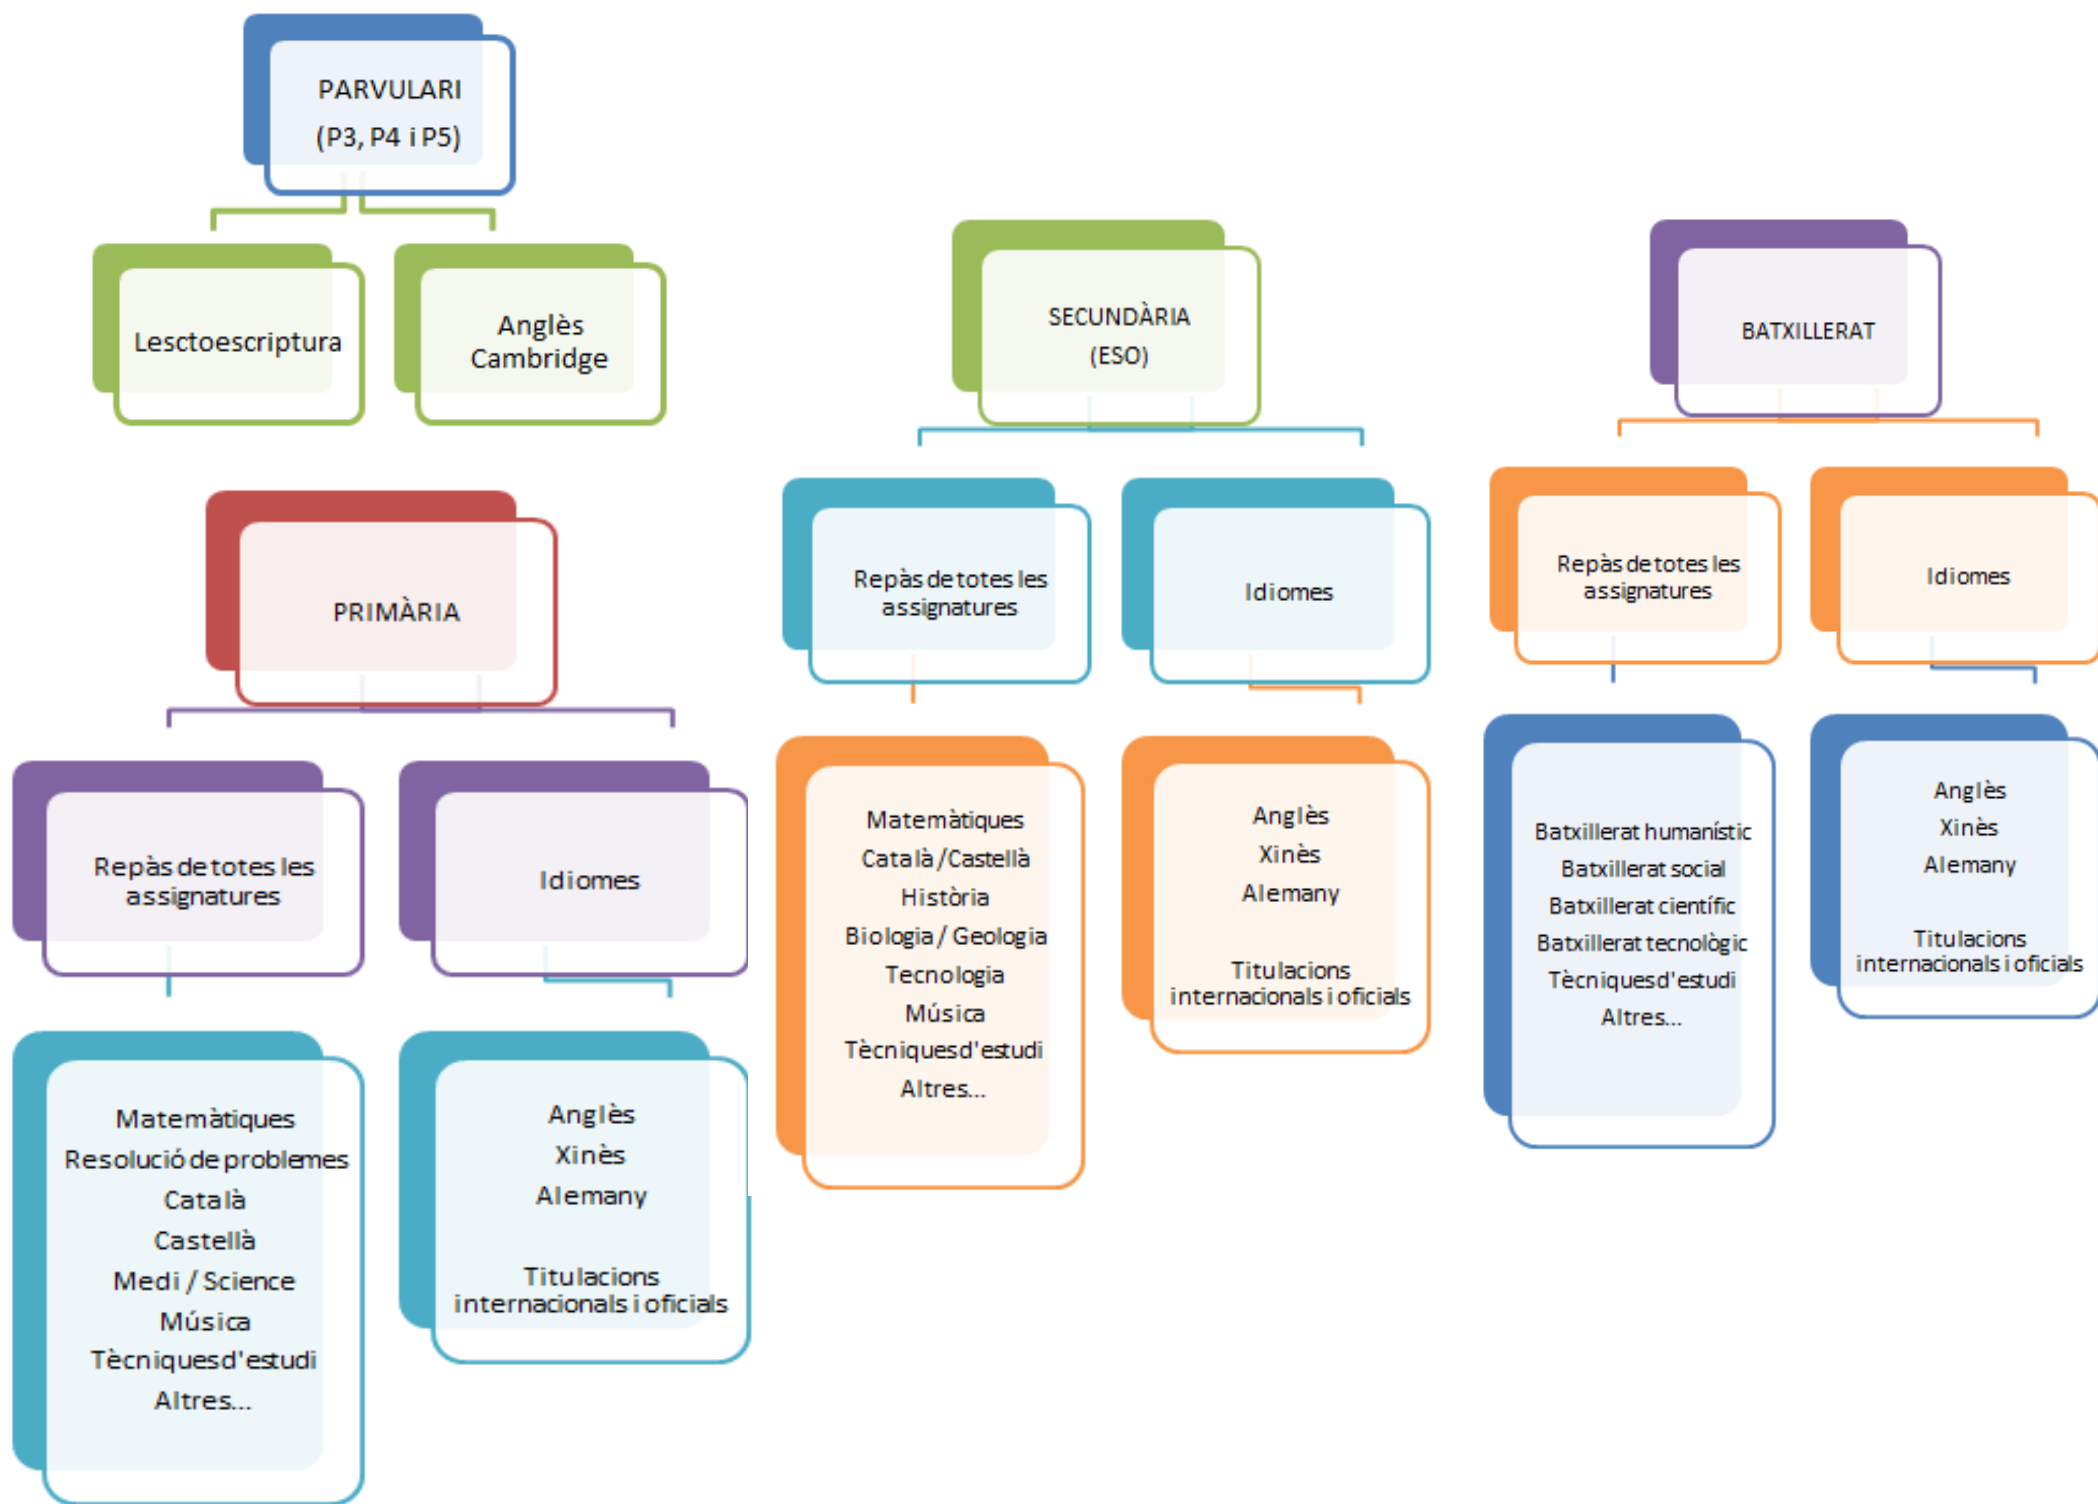 PARVULARI
(P3, P4 i P5)
Lesctoescriptura
Anglès
Cambridge
PRIMÀRIA
Repàs de totes les
assignatures
Idiomes
Matemàtiques
Resolució de problemes
Català
Castellà
Medi / Science
Música
Tècniques d'estudi
Altres...
Anglès
Xinès
Alemany
Titulacions
internacionals i oficials
SECUNDÀRIA
(ESO)
Repàs de totes les
assignatures
Idiomes
Matemàtiques
Català /Castellà
Història
Biologia / Geologia
Tecnologia
Música
Tècniques d'estudi
Altres...
Anglès
Xinès
Alemany
Titulacions
internacionals i oficials
BATXILLERAT
Repàs de totes les
assignatures
Idiomes
Batxillerat humanístic
Batxillerat social
Batxillerat científic
Batxillerat tecnològic
Tècniques d'estudi
Altres...
Anglès
Xinès
Alemany
Titulacions
internacionals i oficials